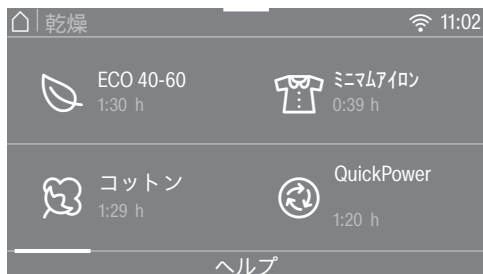 乾燥 11:02
ECO 40-60
1:30 h
ミニマムアイロン
0:39 h
コットン
1:29 h
QuickPower
1:20 h
ヘルプ